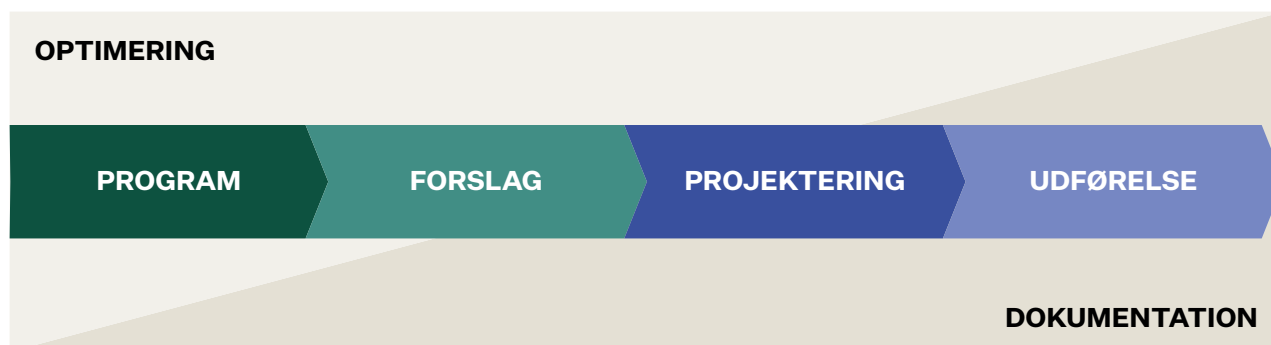 OPTIMERING
PROGRAM
FORSLAG
PROJEKTERING
UDFØRELSE
DOKUMENTATION